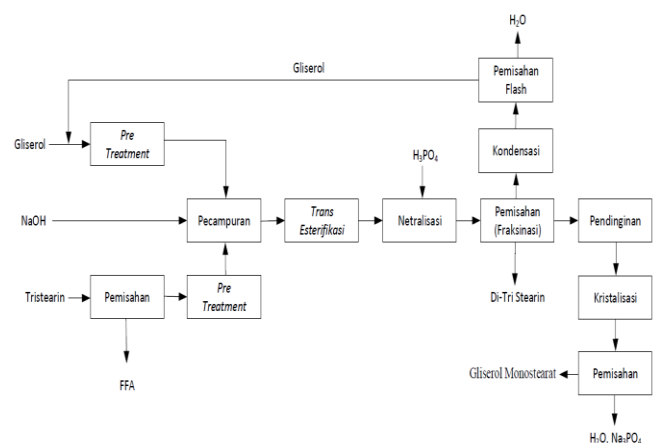 H₂O
Gliserol
Pemisahan
Flash
Gliserol
Pre
Treatment
H₃PO₄
Kondensasi
NaOH
Pecampuran
Trans
Esterifikasi
Netralisasi
Pemisahan
(Fraksinasi)
Pendinginan
Tristearin
Pemisahan
Pre
Treatment
Di-Tri Stearin
Kristalisasi
FFA
Gliserol Monostearat
Pemisahan
H₂O, Na₃PO₄